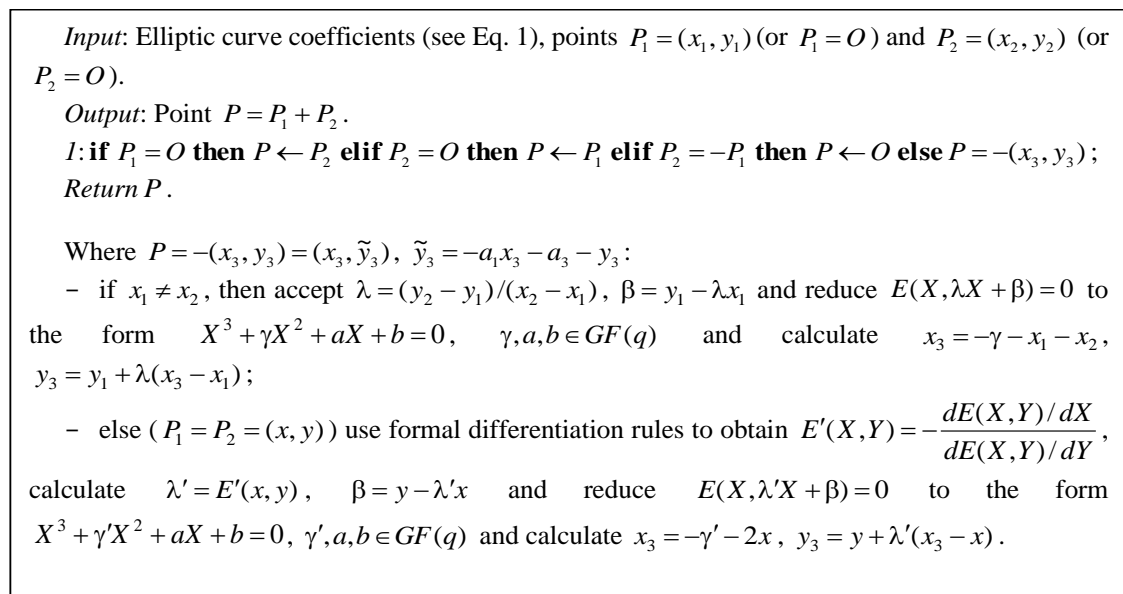 Input: Elliptic curve coefficients (see Eq. 1), points P₁ = (x₁, y₁) (or P₁ = O) and P₂ = (x₂, y₂) (or
P₂ = O).
Output: Point P = P₁ + P₂.
1: if P₁ = O then P ← P₂ elif P₂ = O then P ← P₁ elif P₂ = −P₁ then P ← O else P = −(x₃, y₃);
Return P.
Where P = −(x₃, y₃) = (x₃, ỹ₃), ỹ₃ = −a₁x₃ − a₃ − y₃:
− if x₁ ≠ x₂, then accept λ = (y₂ − y₁)/(x₂ − x₁), β = y₁ − λx₁ and reduce E(X, λX + β) = 0 to
the form X³ + γX² + aX + b = 0, γ, a, b ∈ GF(q) and calculate x₃ = −γ − x₁ − x₂,
y₃ = y₁ + λ(x₃ − x₁);
− else (P₁ = P₂ = (x, y)) use formal differentiation rules to obtain E′(X, Y) = −(dE(X, Y)/dX)/(dE(X, Y)/dY),
calculate λ′ = E′(x, y), β = y − λ′x and reduce E(X, λ′X + β) = 0 to the form
X³ + γ′X² + aX + b = 0, γ′, a, b ∈ GF(q) and calculate x₃ = −γ′ − 2x, y₃ = y + λ′(x₃ − x).